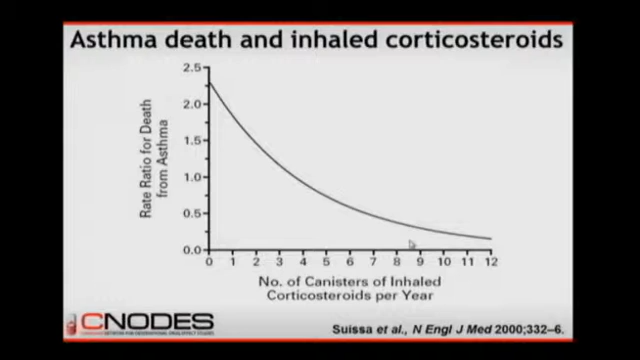 Asthma death and inhaled corticosteroids
Rate Ratio for Death
from Asthma
2.5
2.0
1.5
1.0
0.5
0.0
0 1 2 3 4 5 6 7 8 9 10 11 12
No. of Canisters of Inhaled
Corticosteroids per Year
CNODES
Suissa et al., N Engl J Med 2000;332–6.